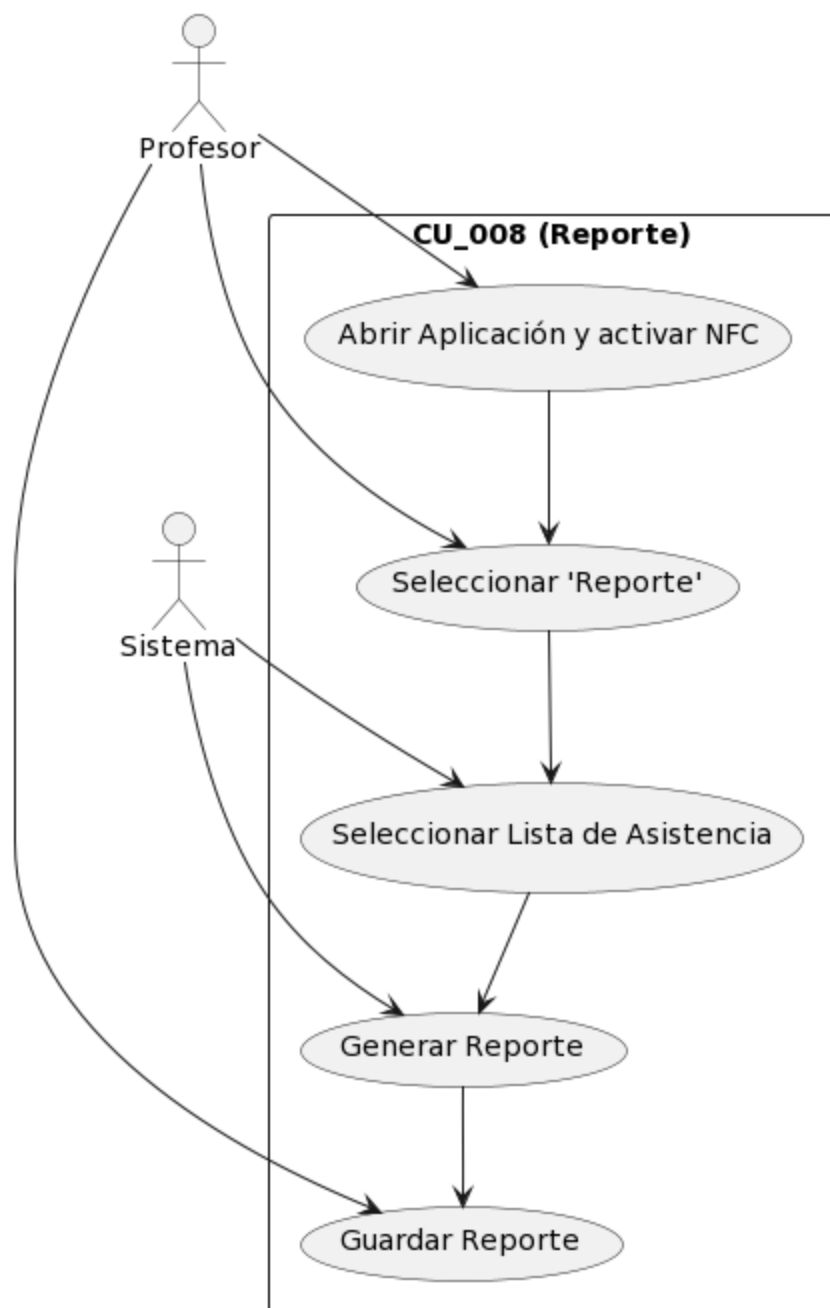 Profesor
CU_008 (Reporte)
Abrir Aplicación y activar NFC
Seleccionar 'Reporte'
Sistema
Seleccionar Lista de Asistencia
Generar Reporte
Guardar Reporte